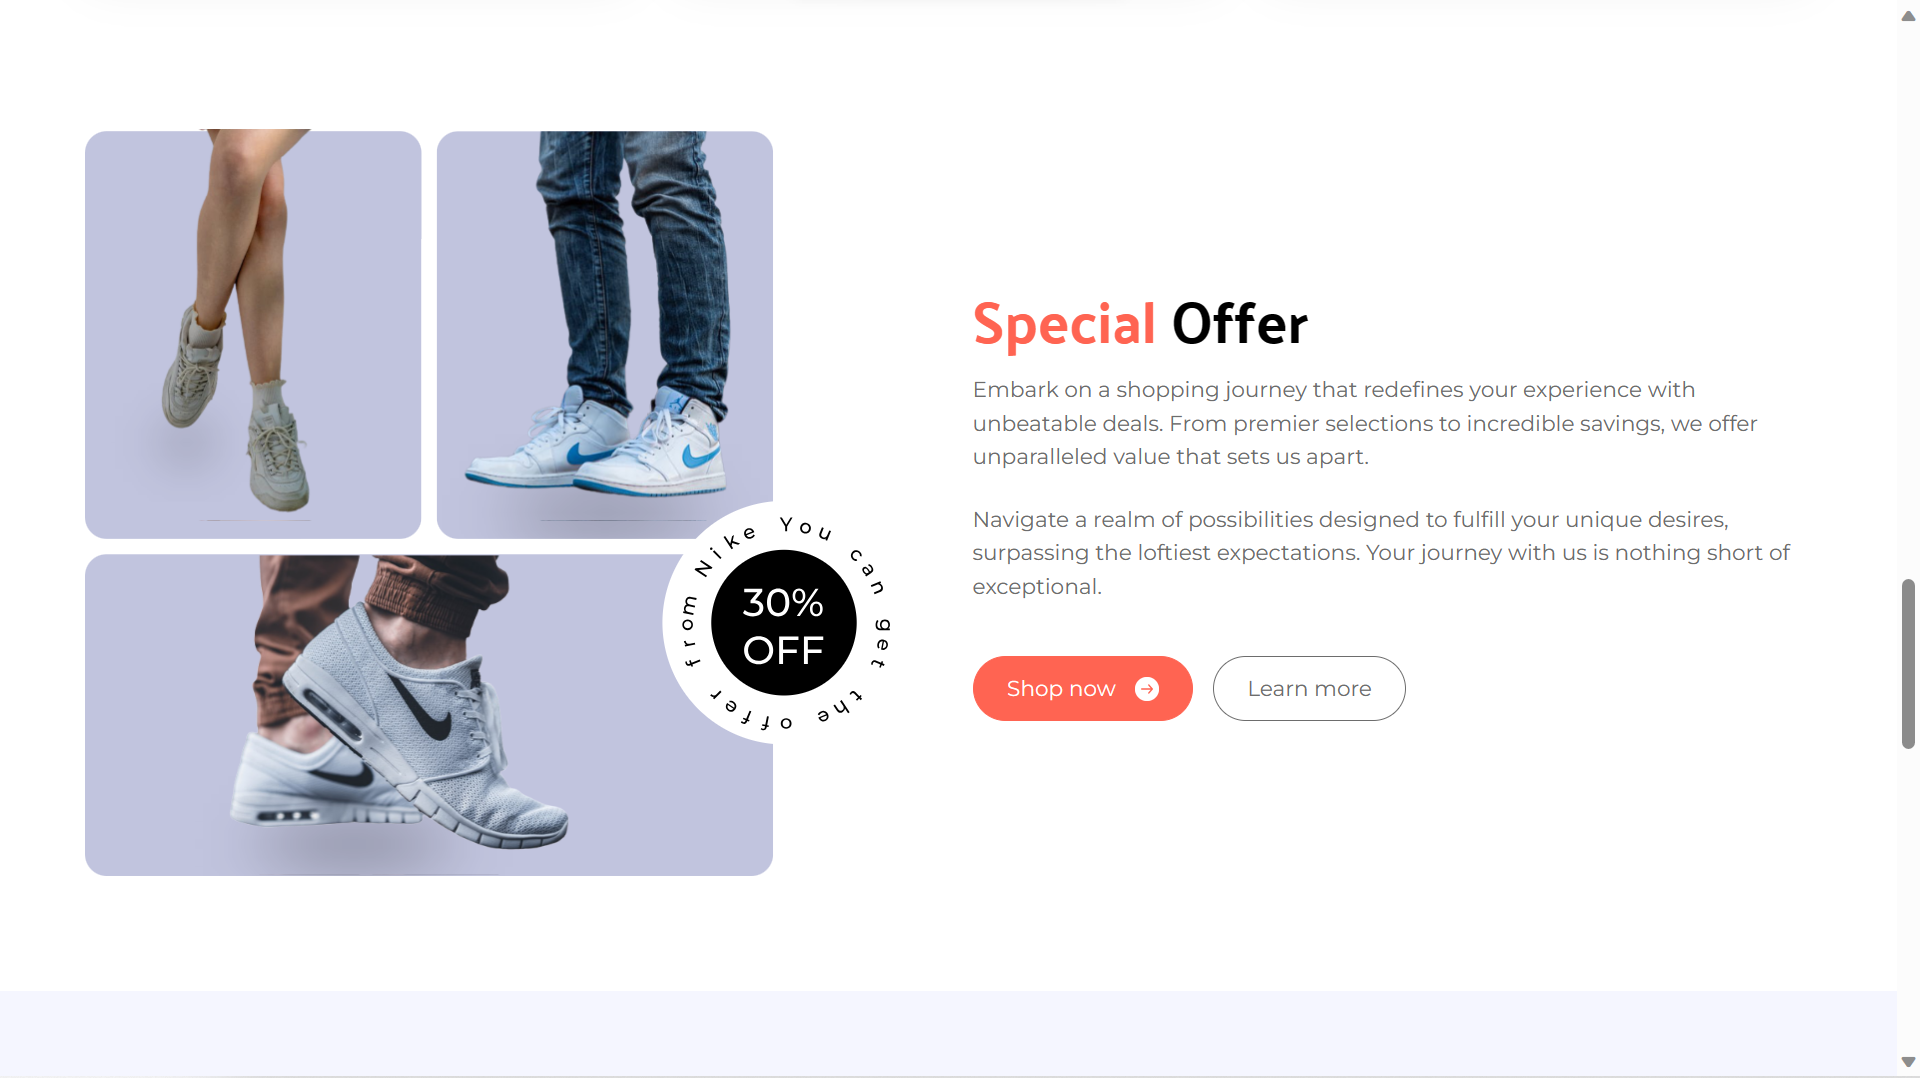 You can get the offer from Nike
30%
OFF
Special Offer
Embark on a shopping journey that redefines your experience with
unbeatable deals. From premier selections to incredible savings, we offer
unparalleled value that sets us apart.
Navigate a realm of possibilities designed to fulfill your unique desires,
surpassing the loftiest expectations. Your journey with us is nothing short of
exceptional.
Shop now
Learn more